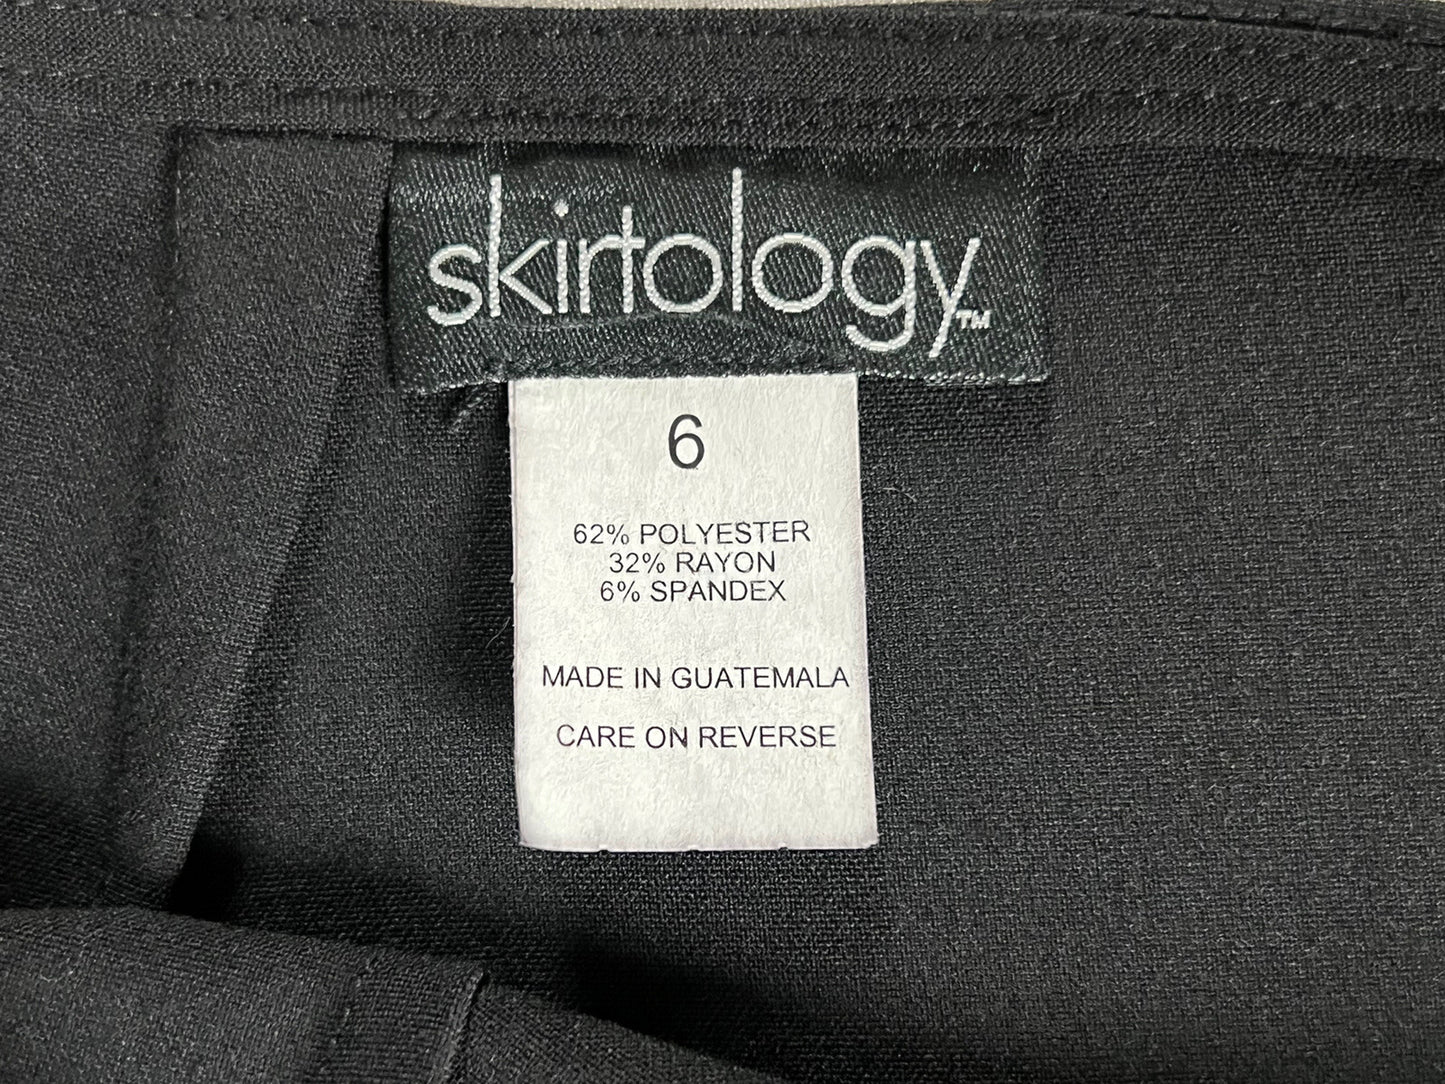 skirtology™
6
62% POLYESTER
32% RAYON
6% SPANDEX
MADE IN GUATEMALA
CARE ON REVERSE